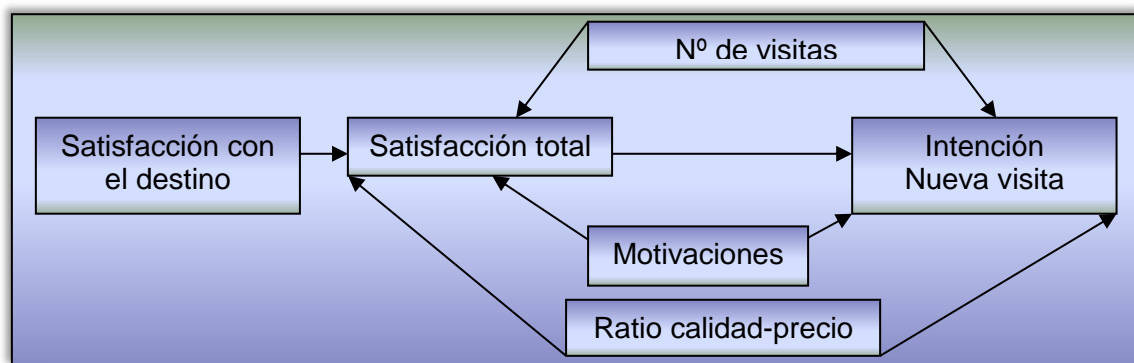 Nº de visitas
Satisfacción con
el destino
Satisfacción total
Intención
Nueva visita
Motivaciones
Ratio calidad-precio